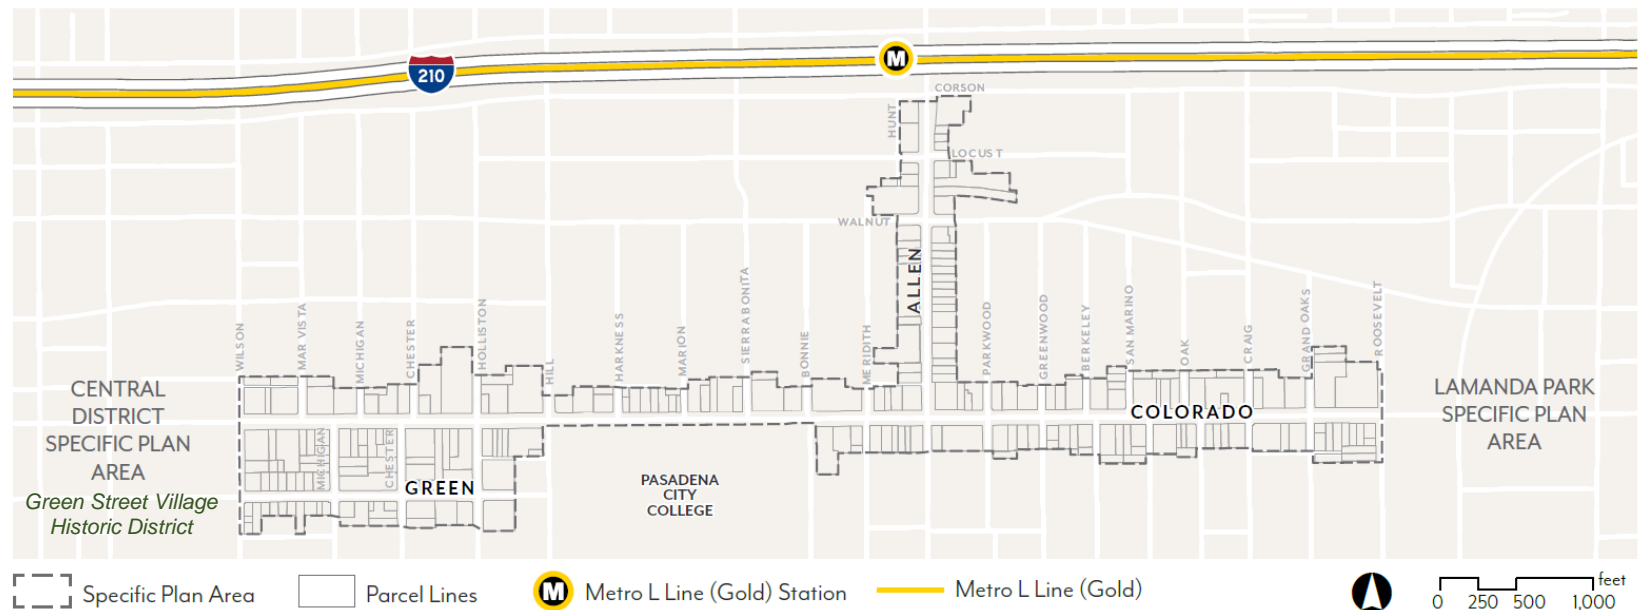 210
M
CORSON
HUNT
LOCUST
WALNUT
ALLEN
WILSON
MAR VISTA
MICHIGAN
CHESTER
HOLLISTON
HILL
HARKNESS
MARION
SIERRA BONITA
BONNIE
MERIDITH
PARKWOOD
GREENWOOD
BERKELEY
SAN MARINO
OAK
CRAIG
GRAND OAKS
ROOSEVELT
CENTRAL
DISTRICT
SPECIFIC PLAN
AREA
Green Street Village
Historic District
MICHIGAN
CHESTER
GREEN
PASADENA
CITY
COLLEGE
COLORADO
LAMANDA PARK
SPECIFIC PLAN
AREA
Specific Plan Area
Parcel Lines
M
Metro L Line (Gold) Station
Metro L Line (Gold)
feet
0 250 500 1,000